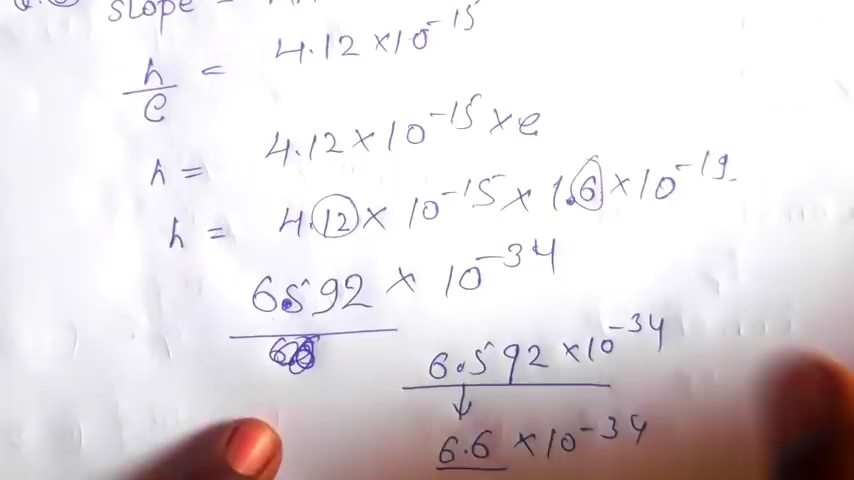 slope =
h/e = 4.12 × 10⁻¹⁵
h = 4.12 × 10⁻¹⁵ × e
h = 4.12 × 10⁻¹⁵ × 1.6 × 10⁻¹⁹
6.592 × 10⁻³⁴
6.592 × 10⁻³⁴
↓
6.6 × 10⁻³⁴